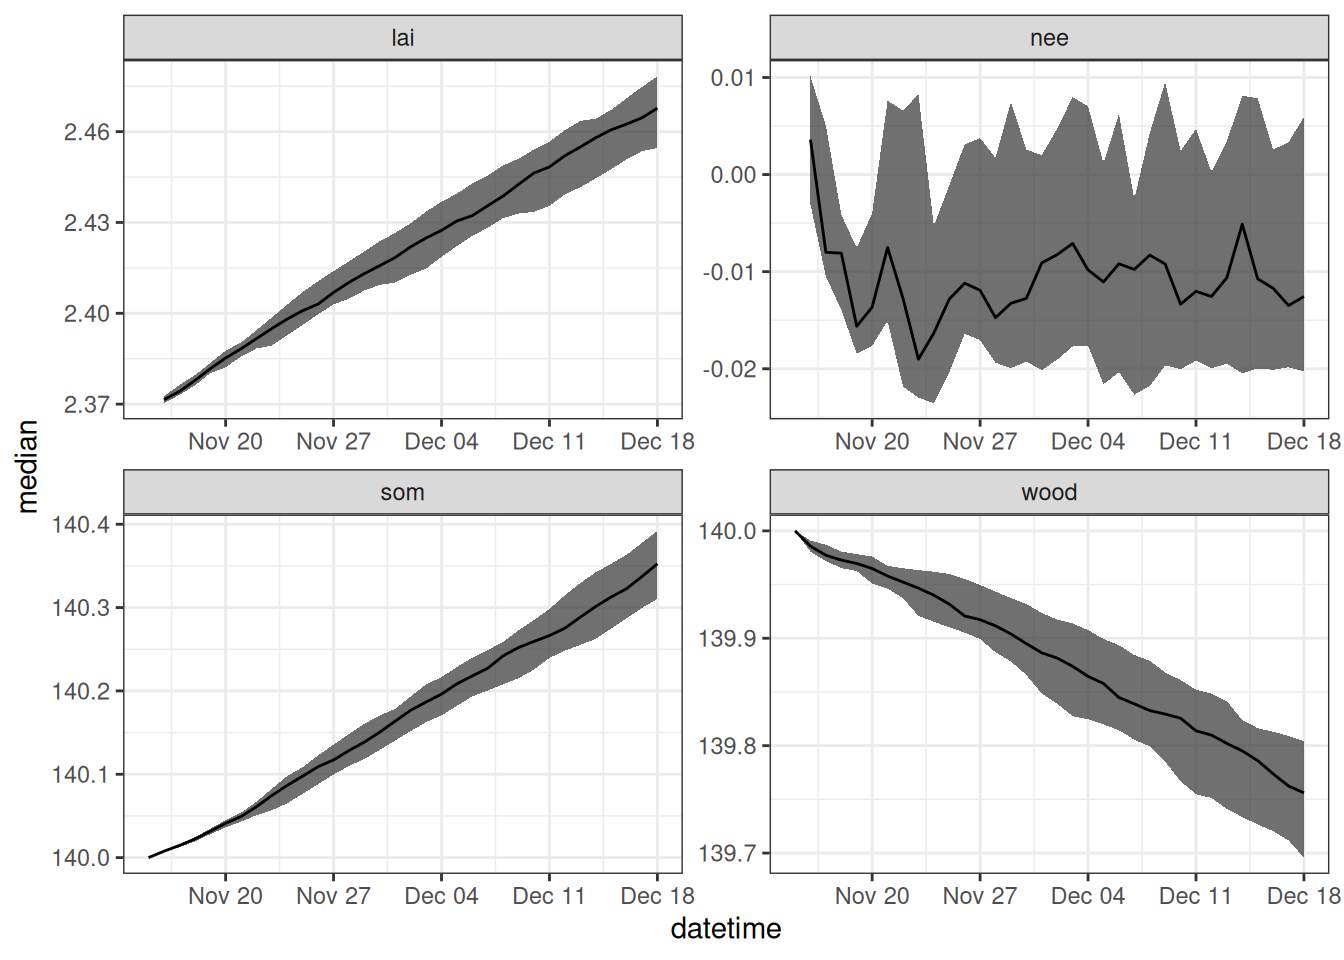 lai
nee
2.46
2.43
2.40
2.37
0.01
0.00
-0.01
-0.02
Nov 20 Nov 27 Dec 04 Dec 11 Dec 18
Nov 20 Nov 27 Dec 04 Dec 11 Dec 18
median
som
wood
140.4
140.3
140.2
140.1
140.0
140.0
139.9
139.8
139.7
Nov 20 Nov 27 Dec 04 Dec 11 Dec 18
Nov 20 Nov 27 Dec 04 Dec 11 Dec 18
datetime